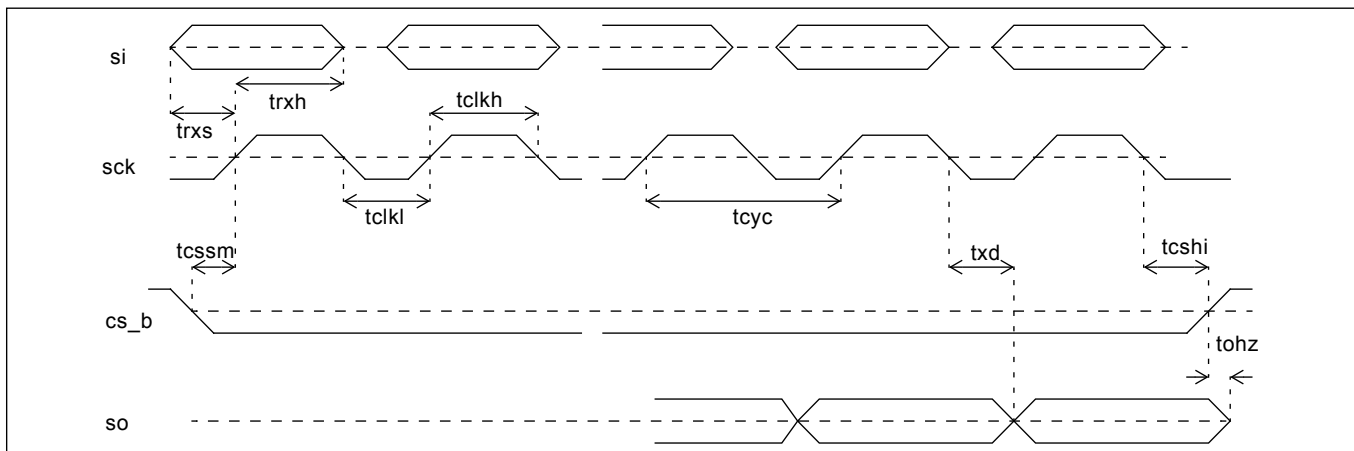 si
trxh
tclkh
trxs
sck
tclkl
tcyc
tcssm
txd
tcshi
cs_b
tohz
so